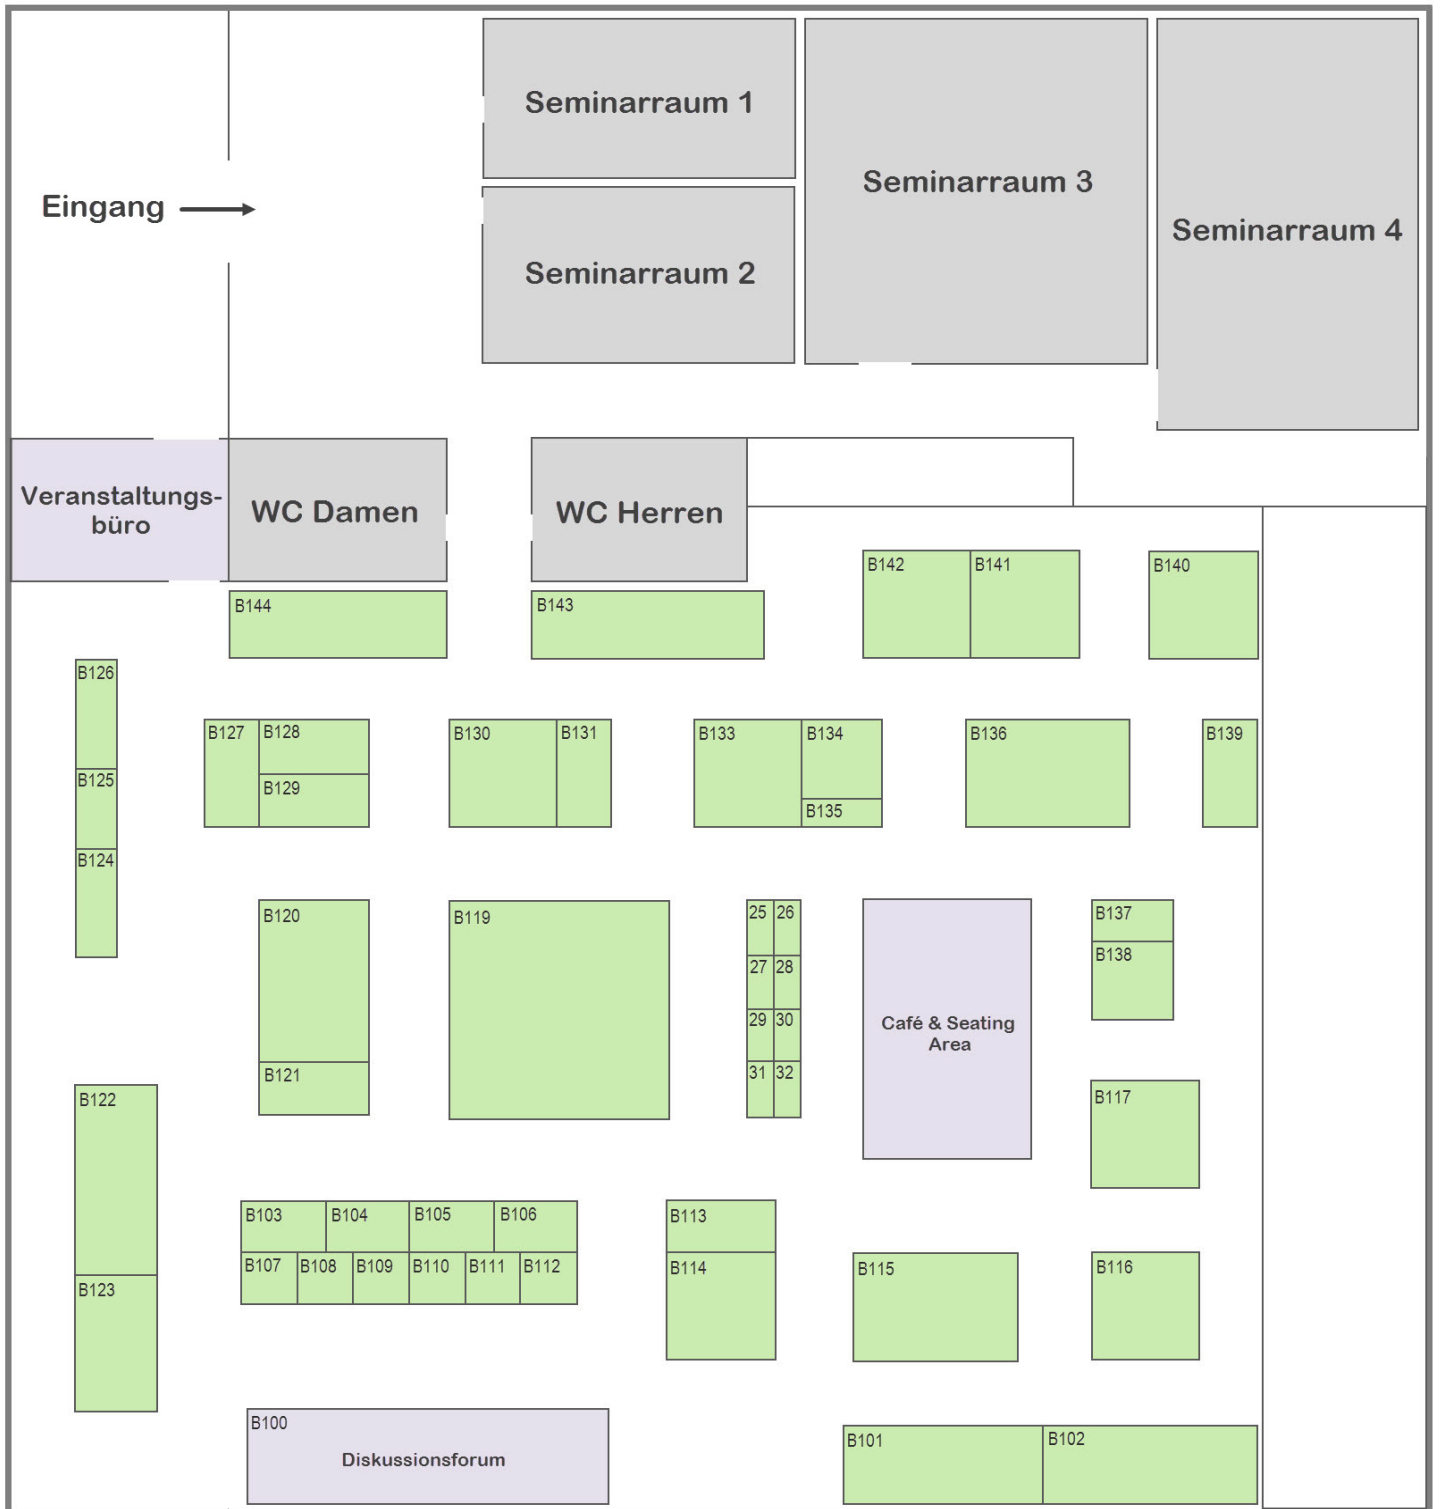 Seminarraum 1
Seminarraum 3
Seminarraum 4
Eingang
Seminarraum 2
Veranstaltungs-
büro
WC Damen
WC Herren
B142
B141
B140
B144
B143
B126
B125
B124
B127
B128
B129
B130
B131
B133
B134
B135
B136
B139
B120
B121
B119
25 26
27 28
29 30
31 32
Café & Seating
Area
B137
B138
B117
B122
B123
B103
B104
B105
B106
B107
B108
B109
B110
B111
B112
B113
B114
B115
B116
B100
Diskussionsforum
B101
B102